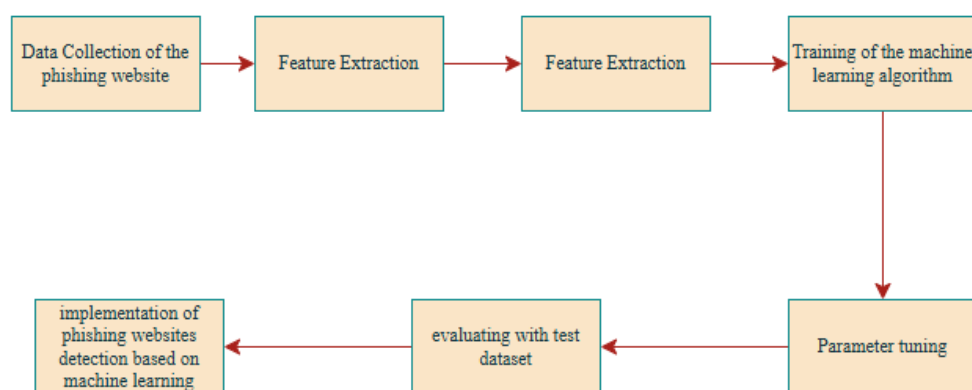 Data Collection of the
phishing website
Feature Extraction
Feature Extraction
Training of the machine
learning algorithm
Parameter tuning
evaluating with test
dataset
implementation of
phishing websites
detection based on
machine learning